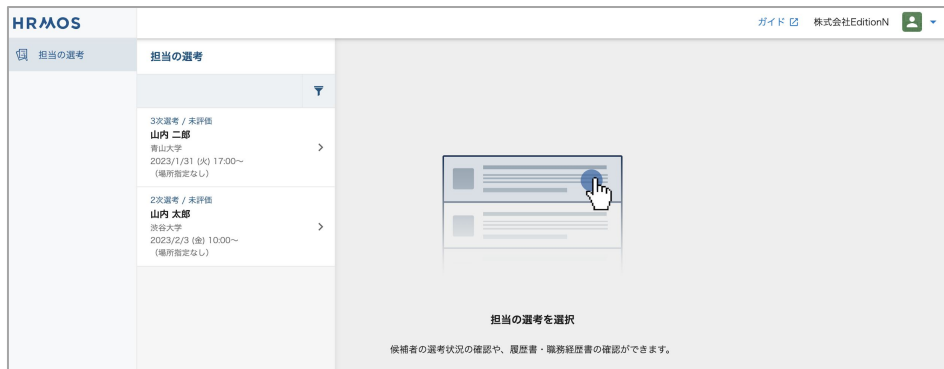 HRMOS
ガイド
株式会社EditionN
担当の選考
担当の選考
3次選考 / 未評価
山内 二郎
青山大学
2023/1/31 (火) 17:00〜
（場所指定なし）
2次選考 / 未評価
山内 太郎
渋谷大学
2023/2/3 (金) 10:00〜
（場所指定なし）
担当の選考を選択
候補者の選考状況の確認や、履歴書・職務経歴書の確認ができます。